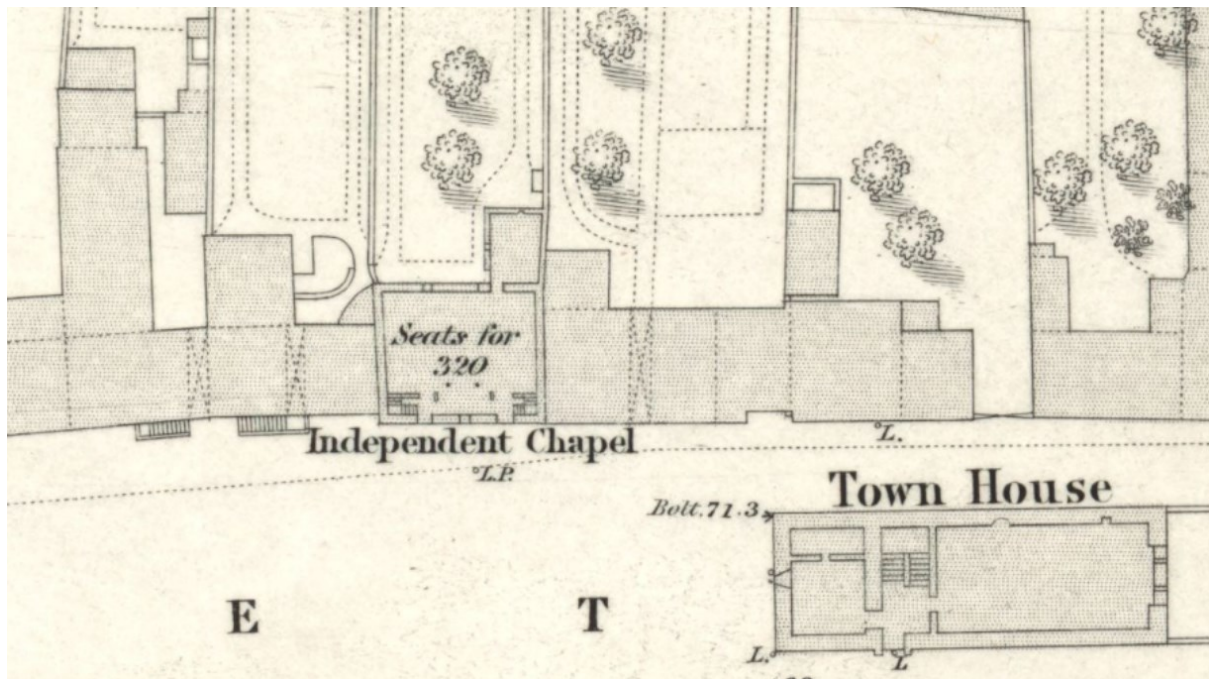 Seats for
320
Independent Chapel
L.
L.P.
Town House
Bolt.71.3
E T
L.
L